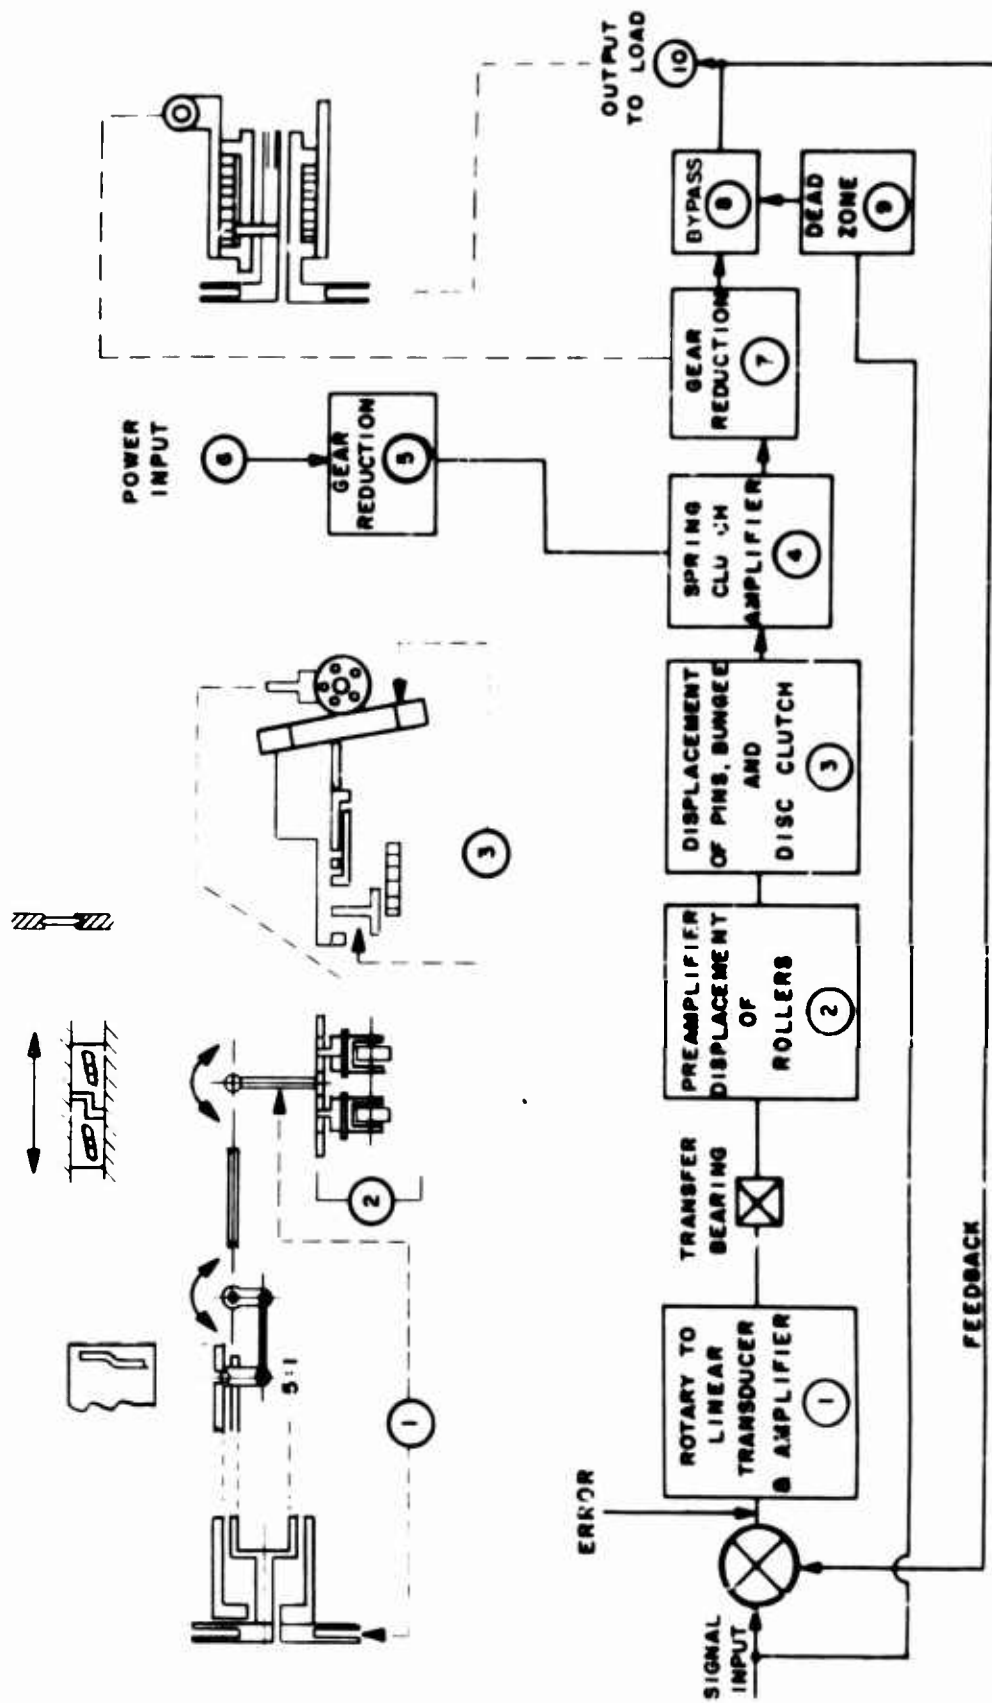 POWER
INPUT
6
GEAR
REDUCTION
5
5:1
1
2
3
OUTPUT
TO LOAD
10
ERROR
SIGNAL
INPUT
ROTARY TO
LINEAR
TRANSDUCER
& AMPLIFIER
1
TRANSFER
BEARING
PREAMPLIFIER
DISPLACEMENT
OF
ROLLERS
2
DISPLACEMENT
OF PINS, BUNGEE
AND
DISC CLUTCH
3
SPRING
AMPLIFIER
4
GEAR
REDUCTION
7
BYPASS
8
DEAD
ZONE
9
FEEDBACK